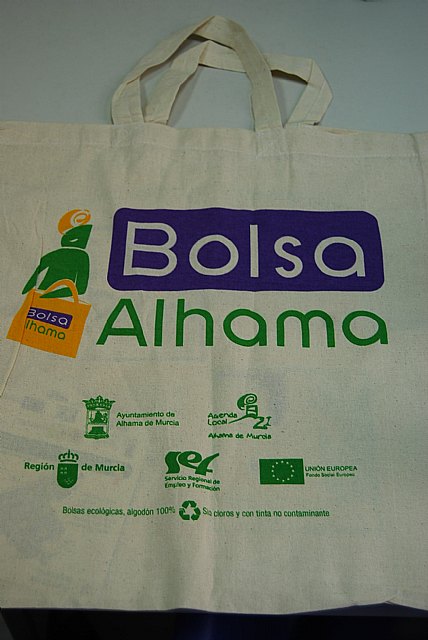 Bolsa
Alhama
Bolsa
lhama
Ayuntamiento de
Alhama de Murcia
Agenda
Local 21
Alhama de Murcia
Región de Murcia
sef
Servicio Regional de
Empleo y Formación
UNIÓN EUROPEA
Fondo Social Europeo
Bolsas ecológicas, algodón 100% Sin cloros y con tinta no contaminante